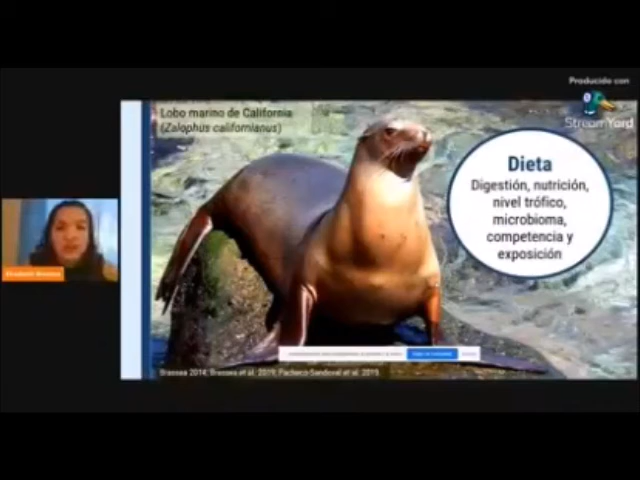 Producido con
StreamYard
Lobo marino de California
(Zalophus californianus)
Dieta
Digestión, nutrición,
nivel trófico,
microbioma,
competencia y
exposición
Brassea 2014; Brassea et al. 2019; Pacheco-Sandoval et al. 2019